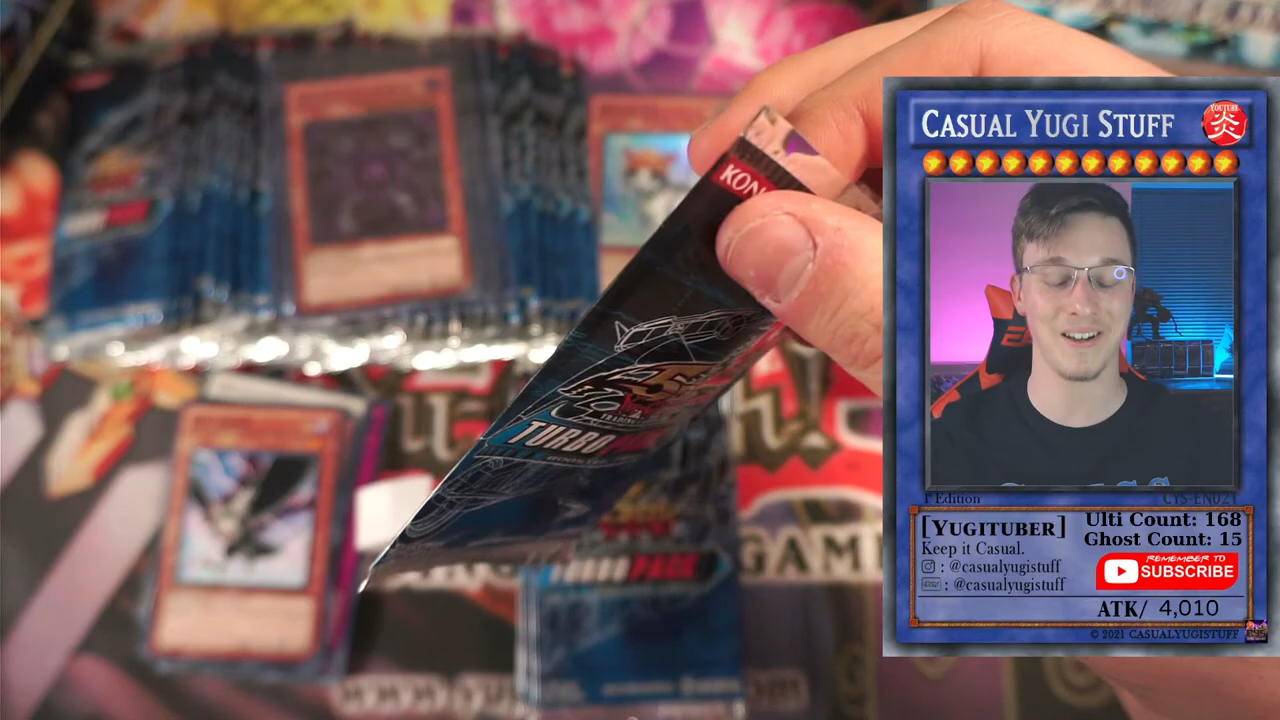 CASUAL YUGI STUFF
YOUTUBE
炎
KON
TURBO
TURBO PACK
GAM
1st Edition
CYS-EN021
[YUGITUBER]
Ulti Count: 168
Keep it Casual.
Ghost Count: 15
: @casualyugistuff
: @casualyugistuff
REMEMBER TO
SUBSCRIBE
ATK/ 4,010
© 2021 CASUALYUGISTUFF